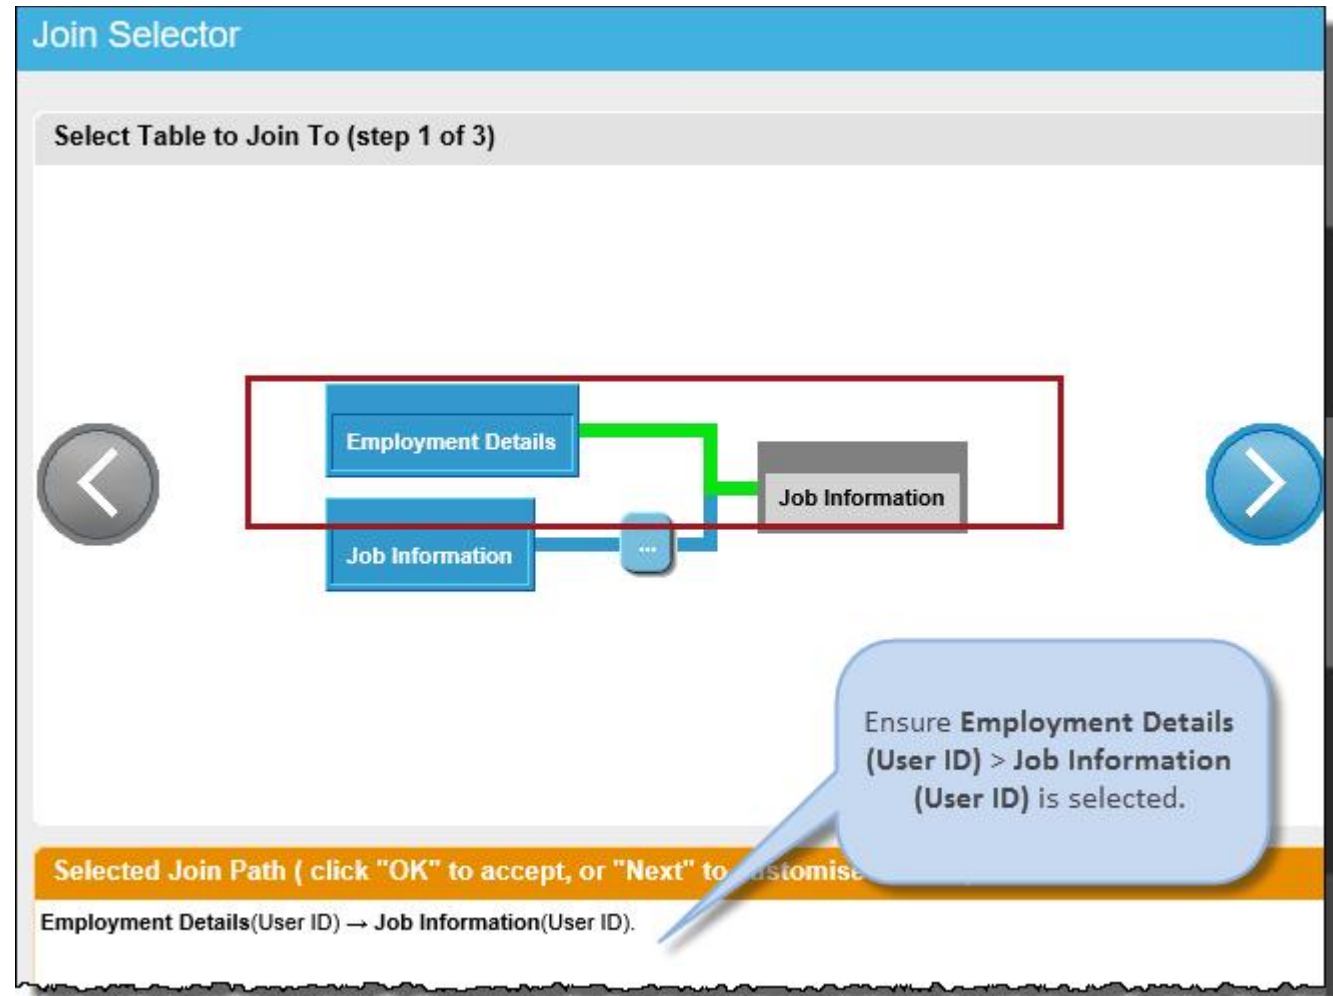 Join Selector
Select Table to Join To (step 1 of 3)
Employment Details
Job Information
Job Information
...
Ensure Employment Details
(User ID) > Job Information
(User ID) is selected.
Selected Join Path ( click "OK" to accept, or "Next" to customise
Employment Details(User ID) → Job Information(User ID).